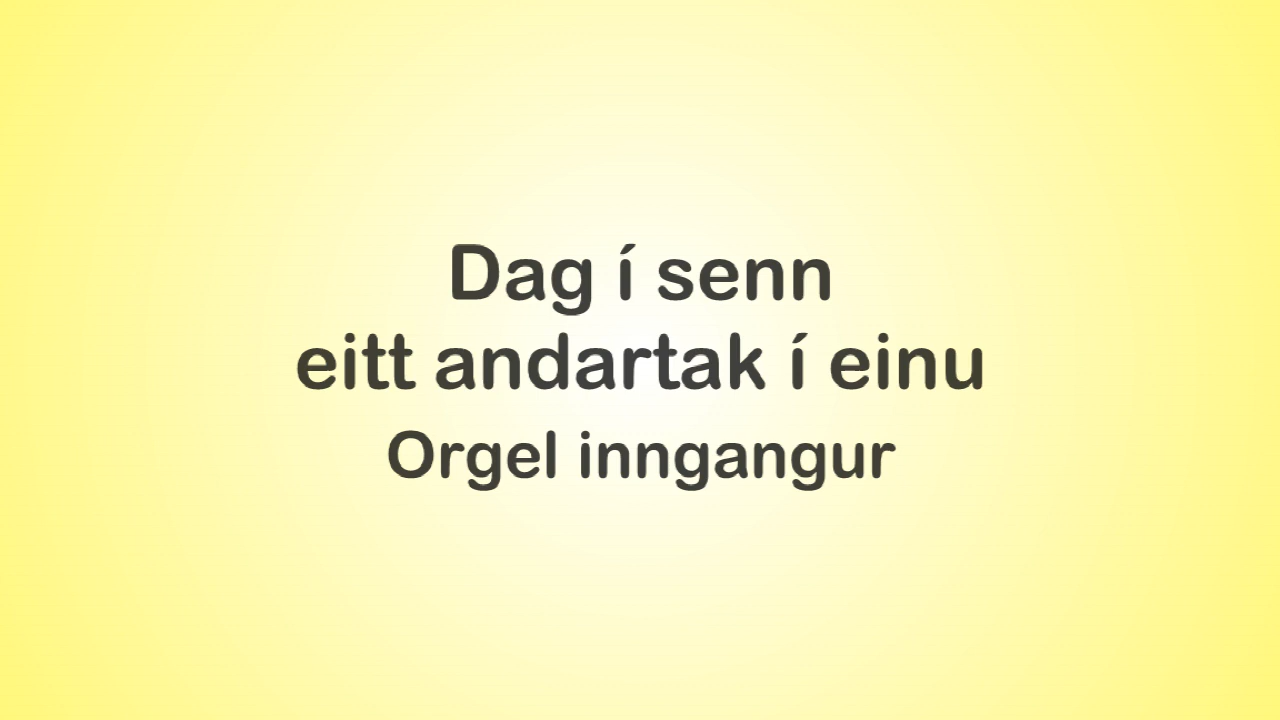 Dag í senn
eitt andartak í einu
Orgel inngangur